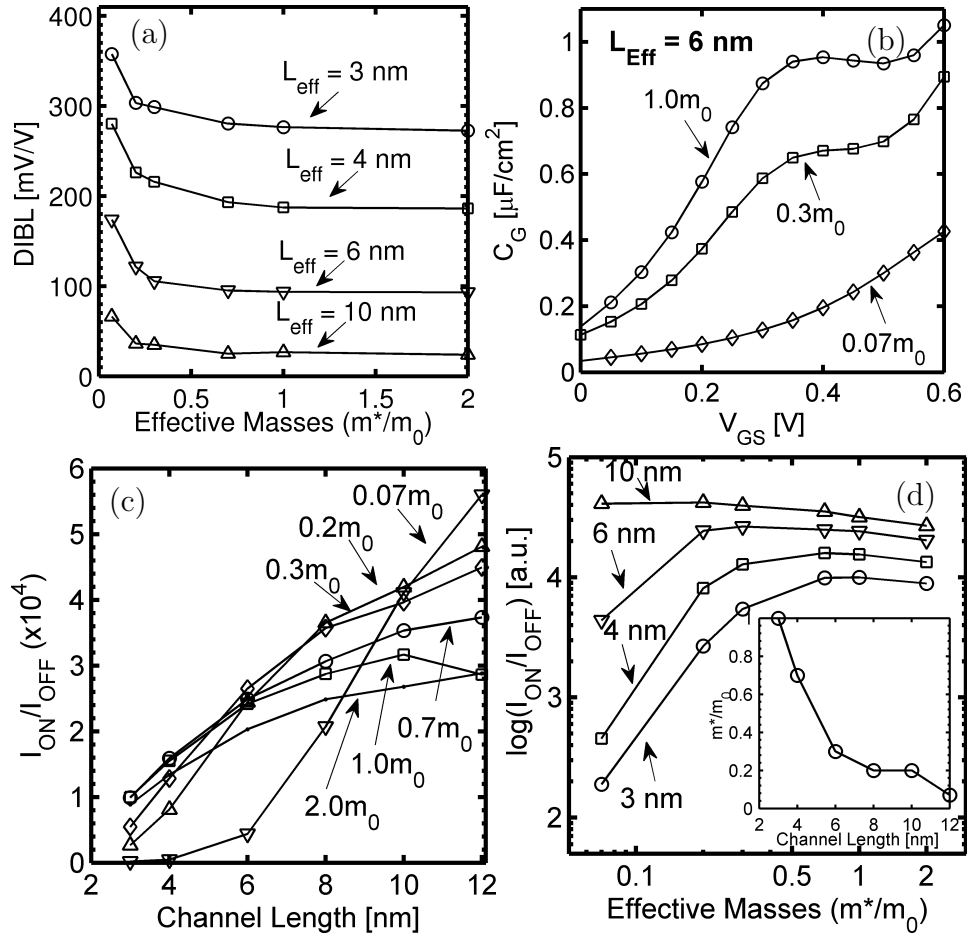 (a)
400
300
200
100
0
DIBL [mV/V]
L_eff = 3 nm
L_eff = 4 nm
L_eff = 6 nm
L_eff = 10 nm
0 0.5 1 1.5 2
Effective Masses (m*/m_0)
(b)
L_Eff = 6 nm
1
0.8
0.6
0.4
0.2
0
C_G [μF/cm^2]
1.0m_0
0.3m_0
0.07m_0
0 0.2 0.4 0.6
V_GS [V]
(c)
6
5
4
3
2
1
0
I_ON/I_OFF (x10^4)
0.07m_0
0.2m_0
0.3m_0
0.7m_0
1.0m_0
2.0m_0
2 4 6 8 10 12
Channel Length [nm]
(d)
5
4
3
2
log(I_ON/I_OFF) [a.u.]
10 nm
6 nm
4 nm
3 nm
0.1 0.5 1 2
Effective Masses (m*/m_0)
1
0.8
0.6
0.4
0.2
0
m*/m_0
2 4 6 8 10 12
Channel Length [nm]